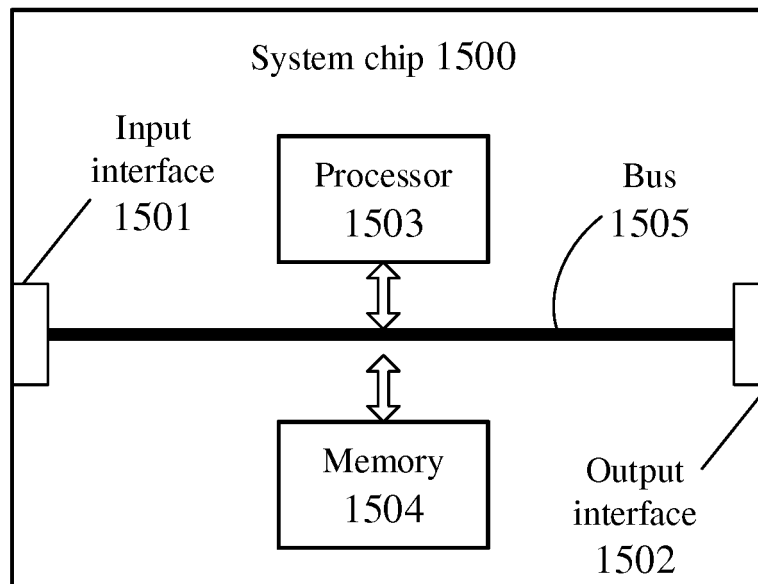 System chip 1500
Input
interface
1501
Processor
1503
Bus
1505
Memory
1504
Output
interface
1502